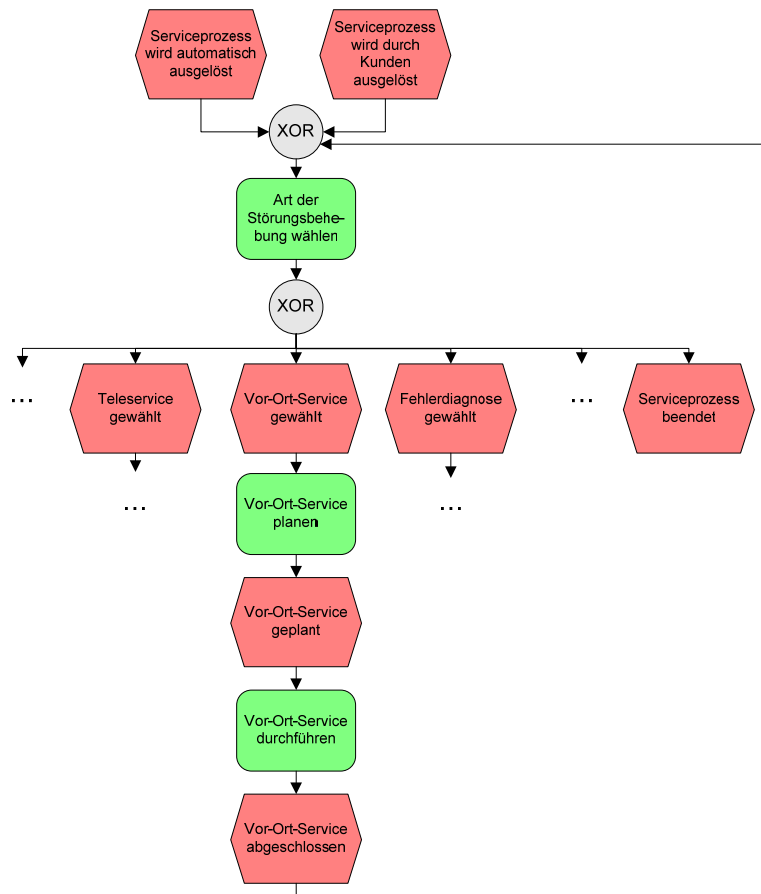 Serviceprozess
wird automatisch
ausgelöst
Serviceprozess
wird durch
Kunden
ausgelöst
XOR
Art der
Störungsbehe–
bung wählen
XOR
...
Teleservice
gewählt
Vor-Ort-Service
gewählt
Fehlerdiagnose
gewählt
...
Serviceprozess
beendet
...
Vor-Ort-Service
planen
...
Vor-Ort-Service
geplant
Vor-Ort-Service
durchführen
Vor-Ort-Service
abgeschlossen